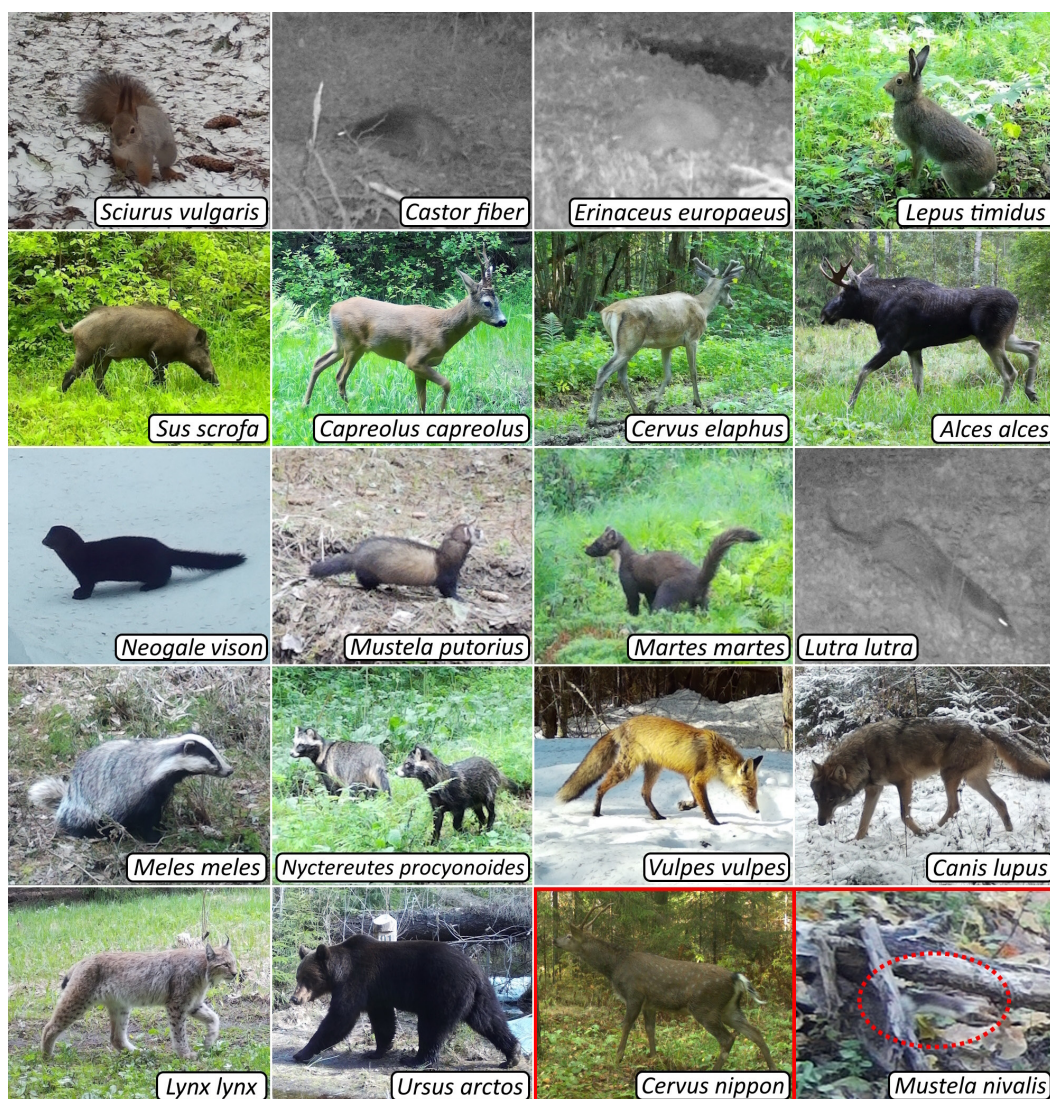 Sciurus vulgaris
Castor fiber
Erinaceus europaeus
Lepus timidus
Sus scrofa
Capreolus capreolus
Cervus elaphus
Alces alces
Neogale vison
Mustela putorius
Martes martes
Lutra lutra
Meles meles
Nyctereutes procyonoides
Vulpes vulpes
Canis lupus
Lynx lynx
Ursus arctos
Cervus nippon
Mustela nivalis